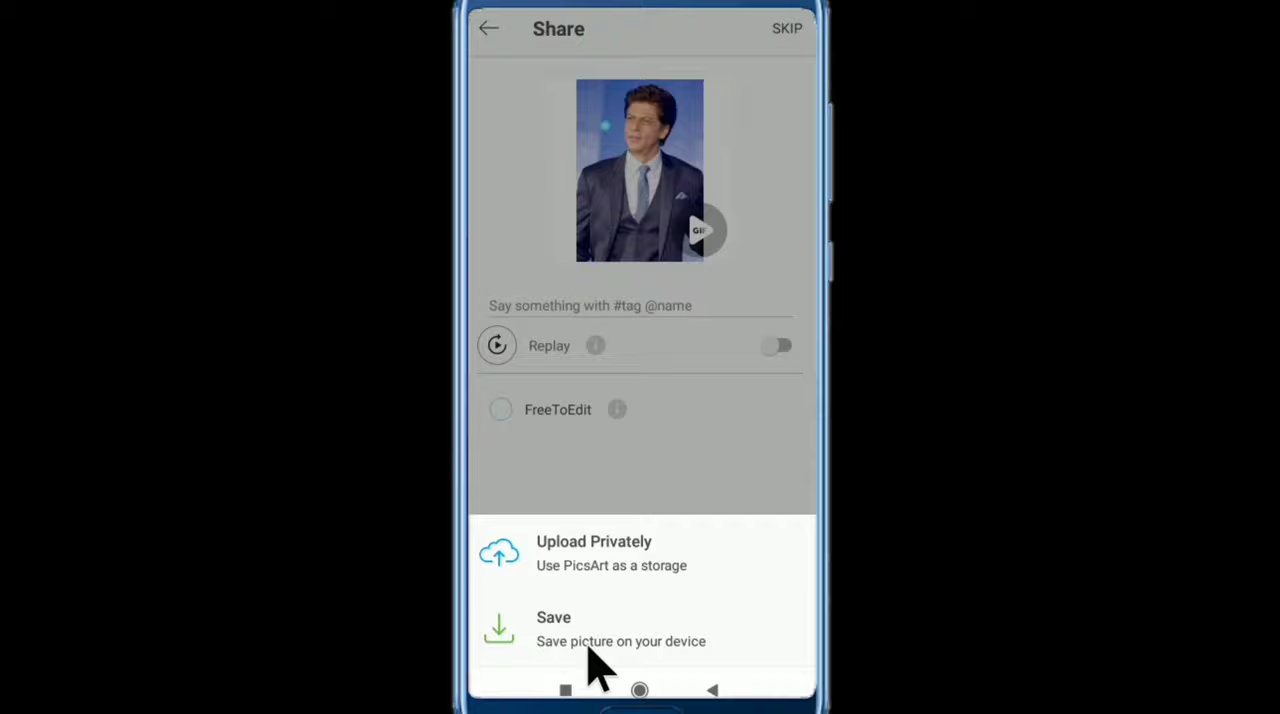 Share
SKIP
GIF
Say something with #tag @name
Replay
FreeToEdit
Upload Privately
Use PicsArt as a storage
Save
Save picture on your device